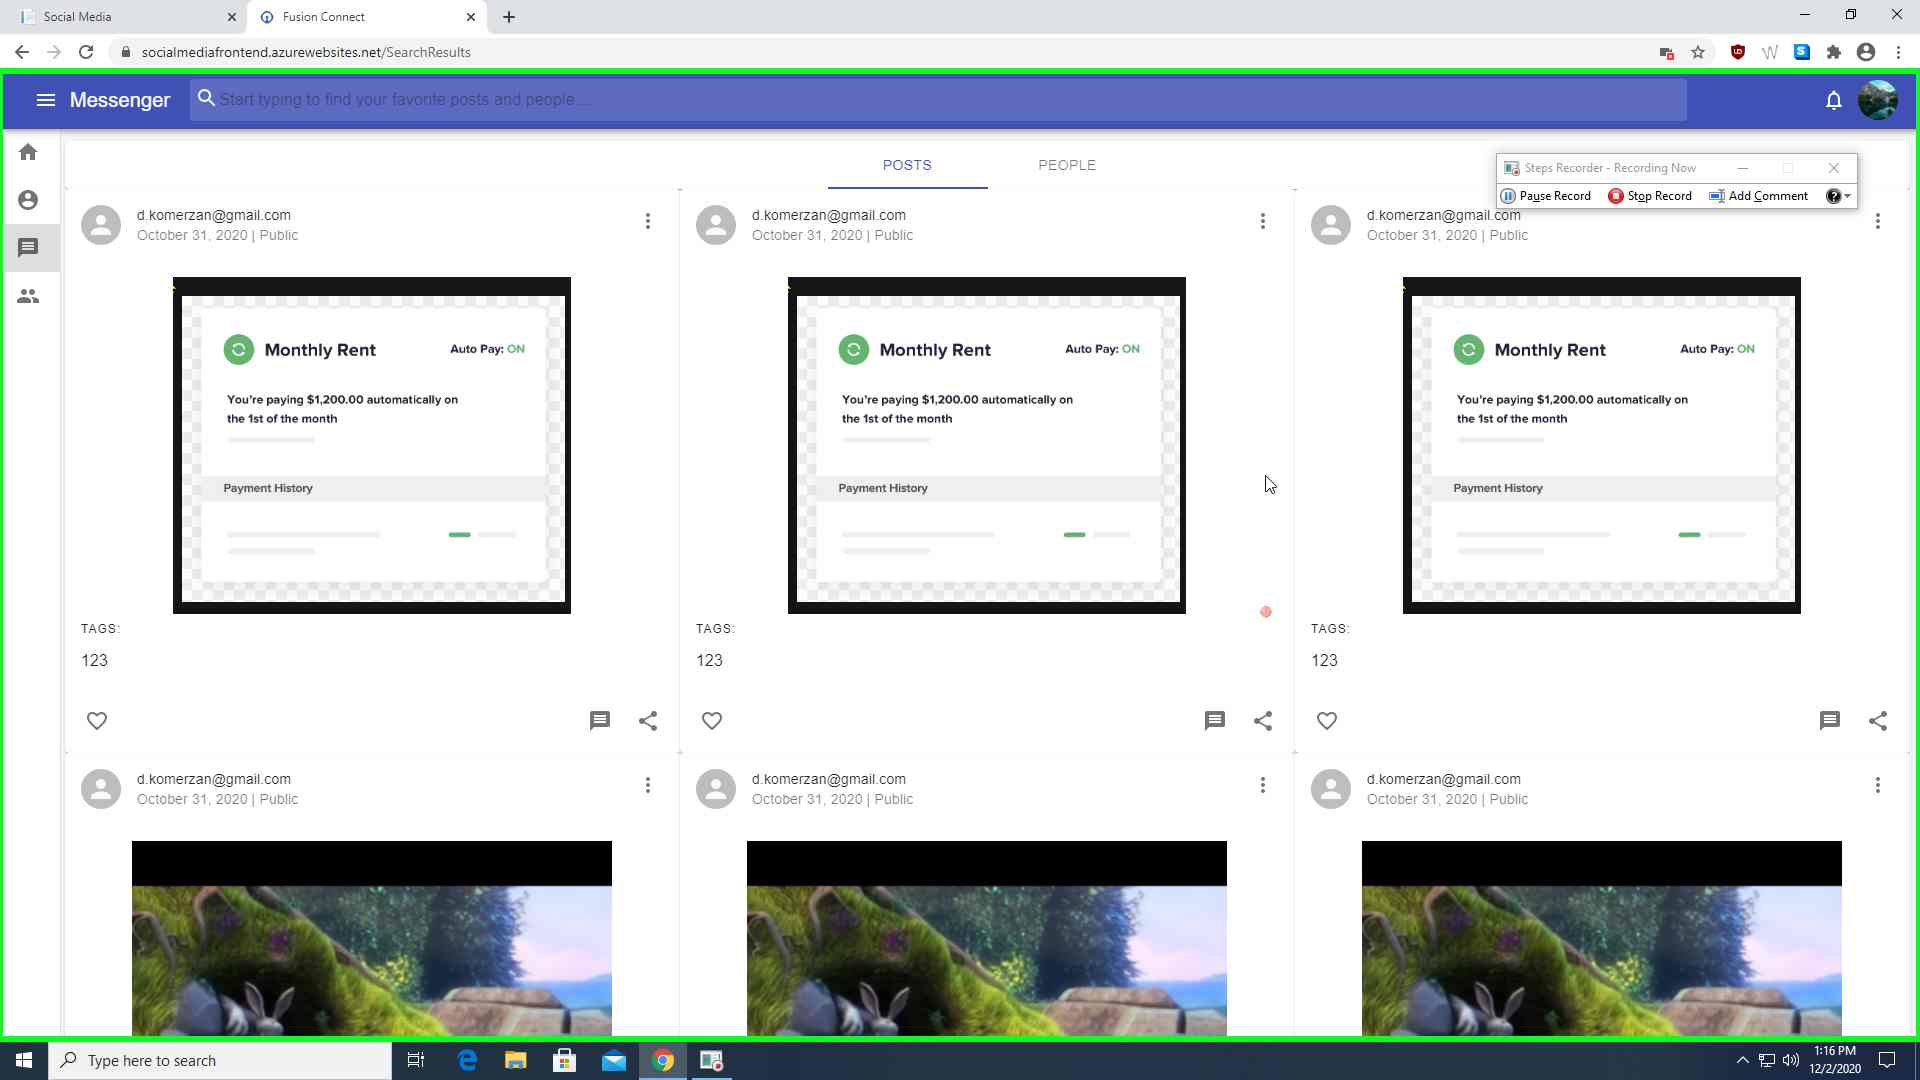 Social Media
Fusion Connect
socialmediafrontend.azurewebsites.net/SearchResults
Messenger
Start typing to find your favorite posts and people....
POSTS
PEOPLE
Steps Recorder - Recording Now
Pause Record
Stop Record
Add Comment
d.komerzan@gmail.com
October 31, 2020 | Public
Monthly Rent
Auto Pay: ON
You're paying $1,200.00 automatically on
the 1st of the month
Payment History
TAGS:
123
d.komerzan@gmail.com
October 31, 2020 | Public
Monthly Rent
Auto Pay: ON
You're paying $1,200.00 automatically on
the 1st of the month
Payment History
TAGS:
123
d.komerzan@gmail.com
October 31, 2020 | Public
Monthly Rent
Auto Pay: ON
You're paying $1,200.00 automatically on
the 1st of the month
Payment History
TAGS:
123
d.komerzan@gmail.com
October 31, 2020 | Public
d.komerzan@gmail.com
October 31, 2020 | Public
d.komerzan@gmail.com
October 31, 2020 | Public
Type here to search
1:16 PM
12/2/2020